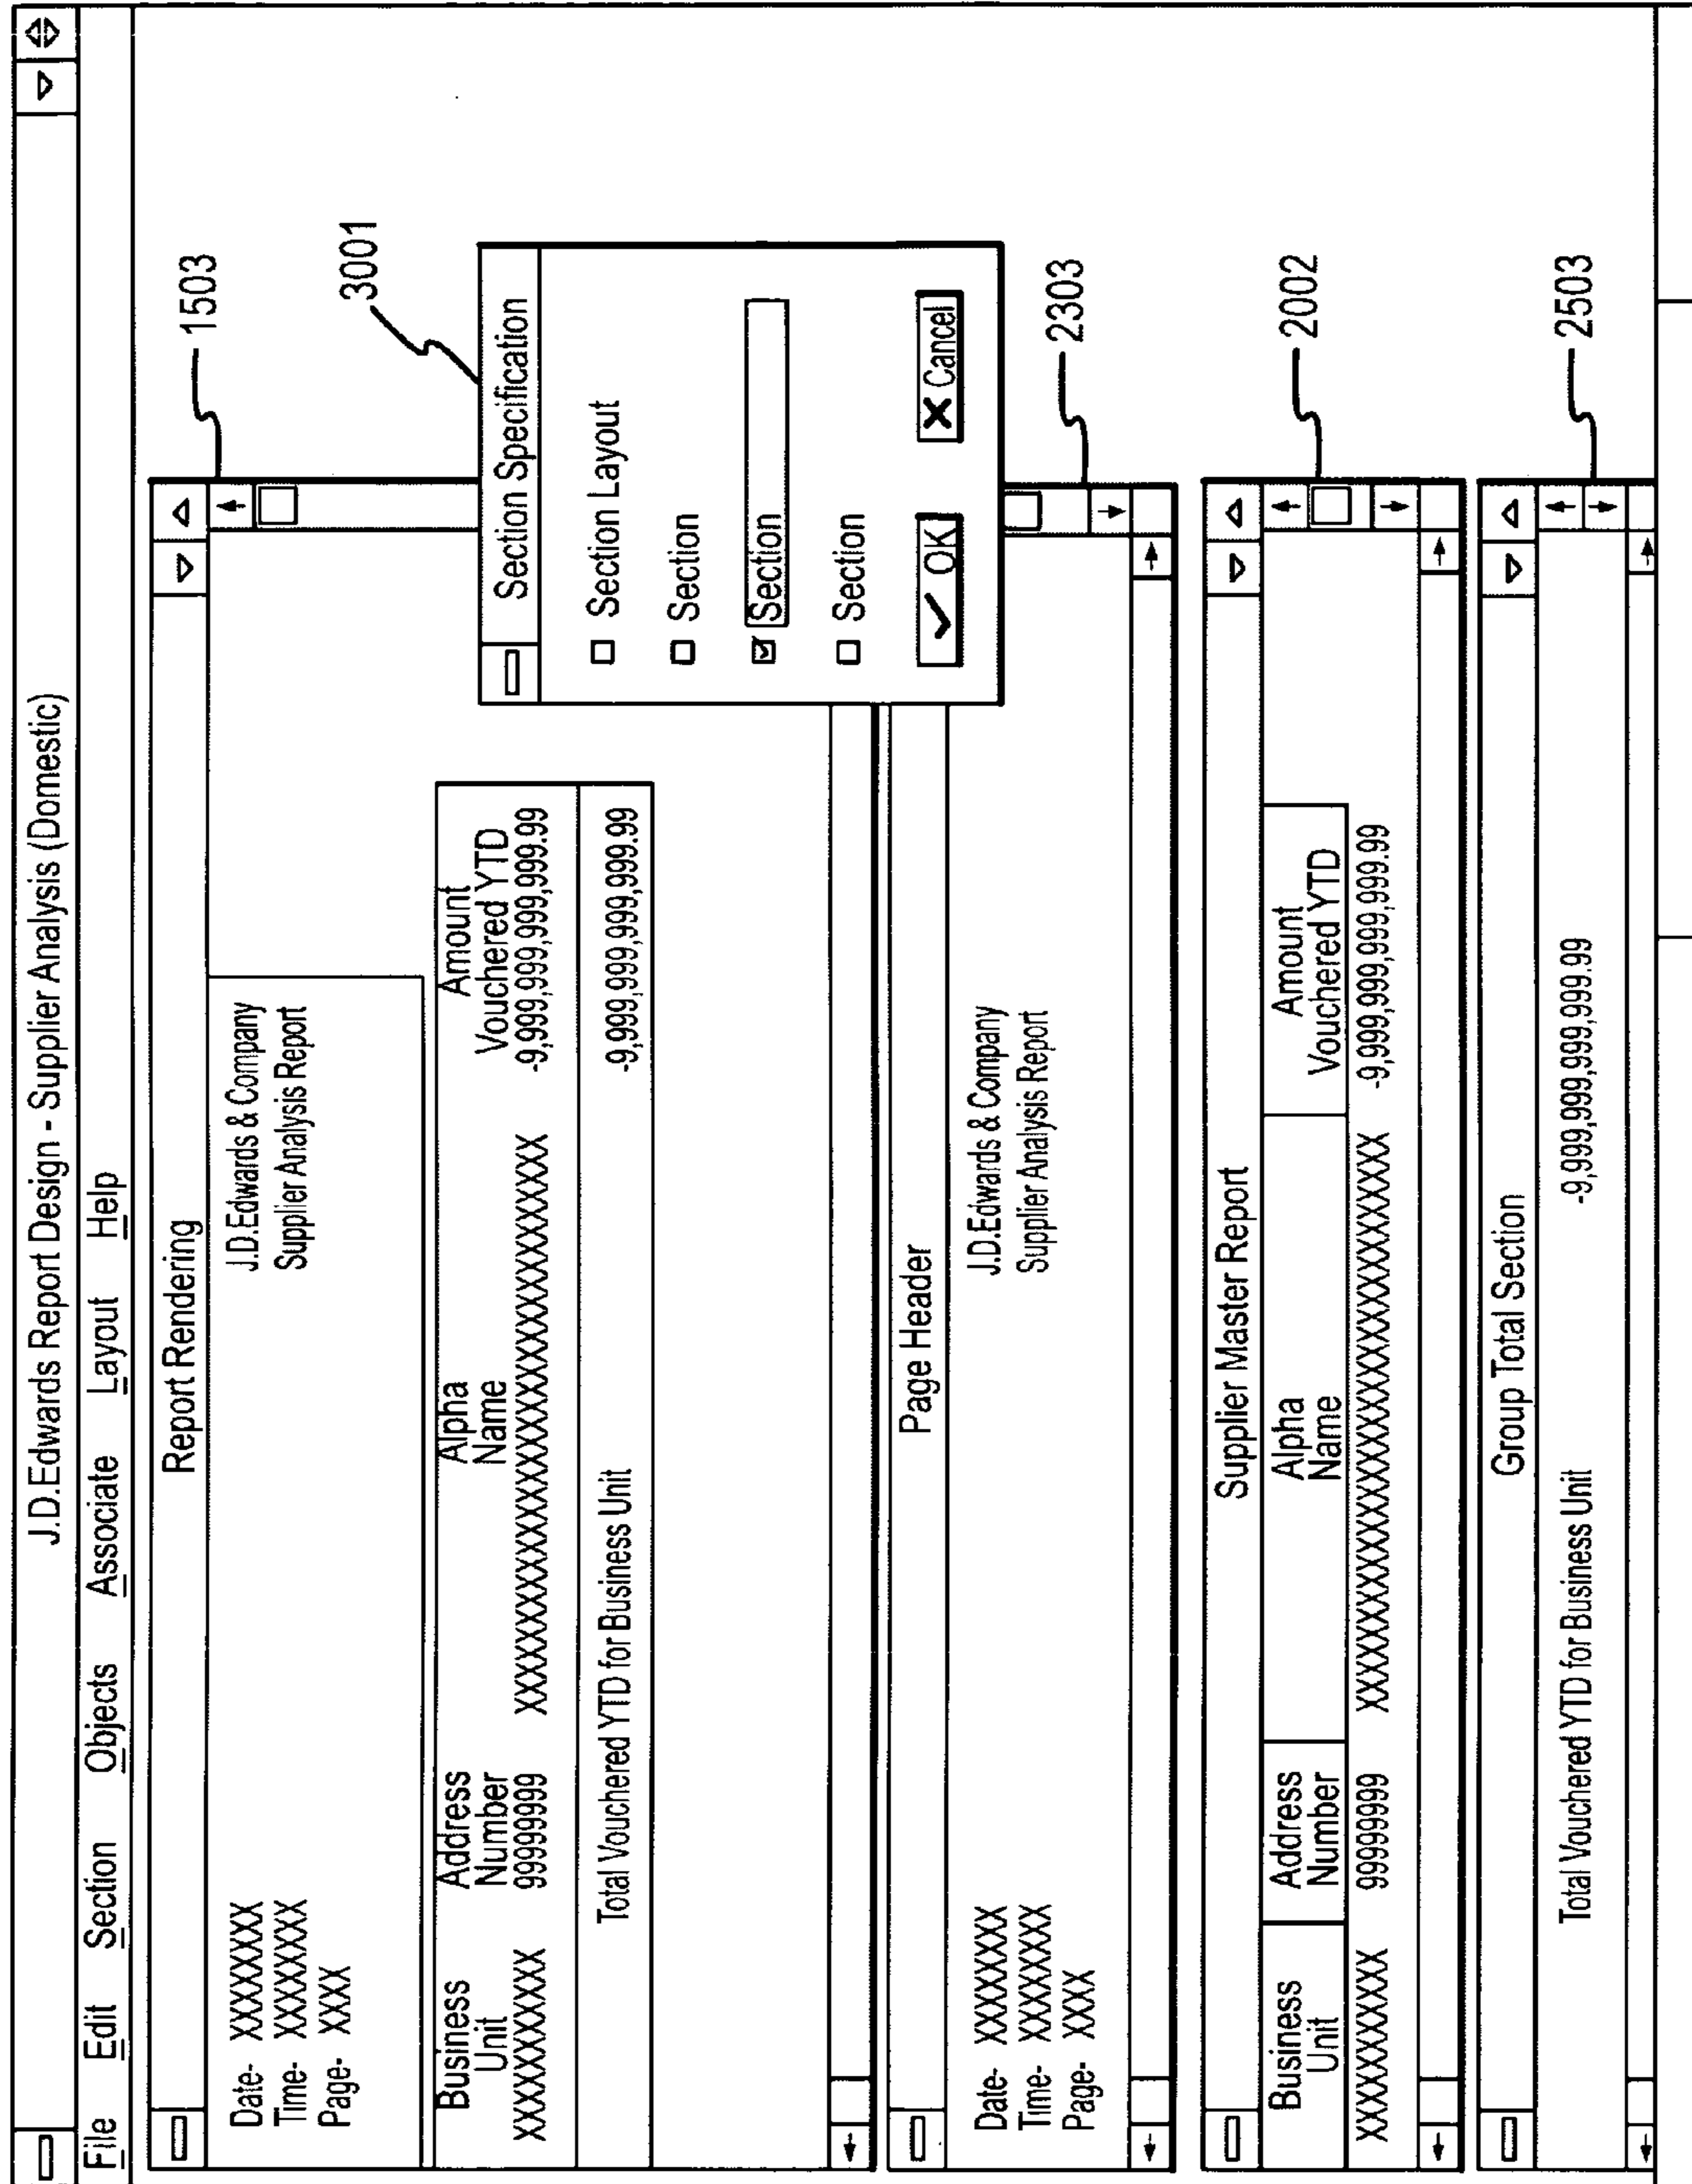 J.D.Edwards Report Design - Supplier Analysis (Domestic)
File Edit Section Objects Associate Layout Help
Report Rendering
1503
Date- XXXXXXXX
J.D.Edwards & Company
Time- XXXXXXXX
Supplier Analysis Report
Page- XXXX
3001
Business Unit
Address Number
Alpha Name
Amount Vouchered YTD
XXXXXXXXXXXX
99999999
XXXXXXXXXXXXXXXXXXXXXXXXXXXXXXXXXXXXXXXX
-9,999,999,999,999.99
Total Vouchered YTD for Business Unit
-9,999,999,999,999.99
Section Specification
Section Layout
Section
Section
Section
OK
Cancel
Page Header
2303
Date- XXXXXXXX
J.D.Edwards & Company
Time- XXXXXXXX
Supplier Analysis Report
Page- XXXX
Supplier Master Report
2002
Business Unit
Address Number
Alpha Name
Amount Vouchered YTD
XXXXXXXXXXXX
99999999
XXXXXXXXXXXXXXXXXXXXXXXXXXXXXXXXXXXXXXXX
-9,999,999,999,999.99
Group Total Section
2503
Total Vouchered YTD for Business Unit
-9,999,999,999,999.99